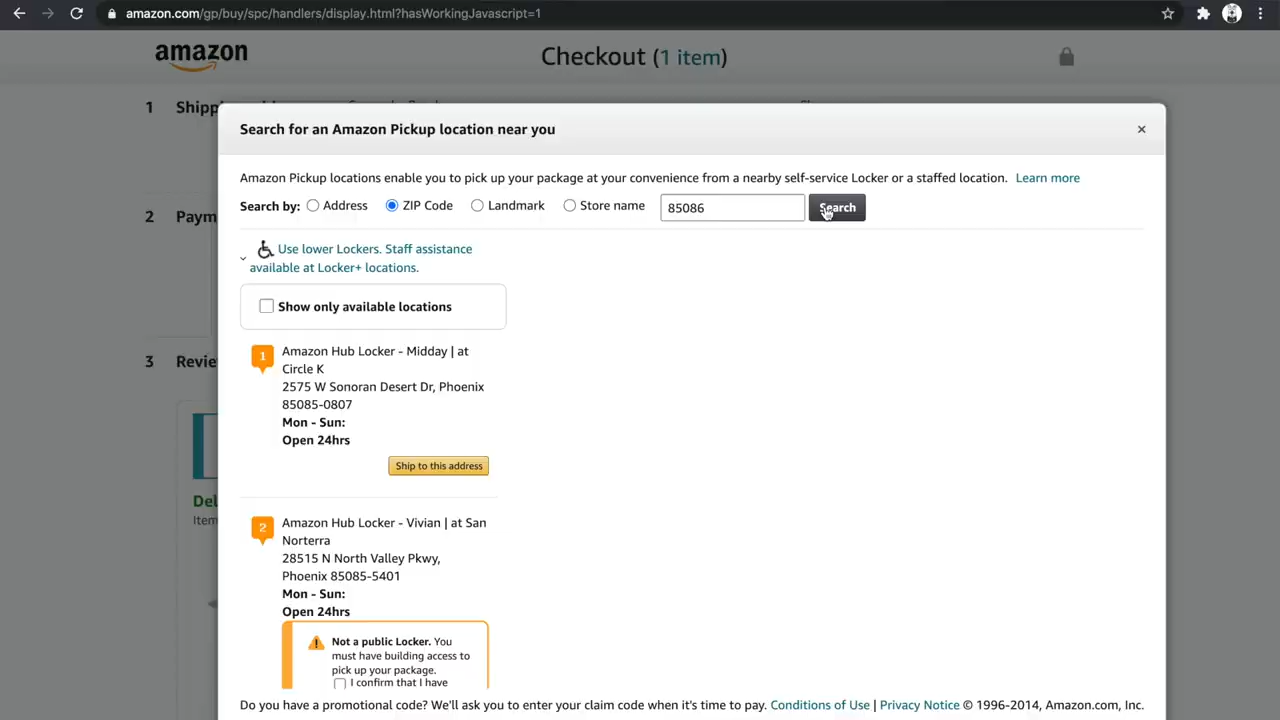 amazon.com/gp/buy/spc/handlers/display.html?hasWorkingJavascript=1
amazon
Checkout (1 item)
1 Shipp
Search for an Amazon Pickup location near you
×
Amazon Pickup locations enable you to pick up your package at your convenience from a nearby self-service Locker or a staffed location. Learn more
Search by: Address ZIP Code Landmark Store name 85086 Search
2 Paym
Use lower Lockers. Staff assistance
available at Locker+ locations.
Show only available locations
3 Revie
1 Amazon Hub Locker - Midday | at
Circle K
2575 W Sonoran Desert Dr, Phoenix
85085-0807
Mon - Sun:
Open 24hrs
Ship to this address
Del
Item
2 Amazon Hub Locker - Vivian | at San
Norterra
28515 N North Valley Pkwy,
Phoenix 85085-5401
Mon - Sun:
Open 24hrs
Not a public Locker. You
must have building access to
pick up your package.
I confirm that I have
Do you have a promotional code? We'll ask you to enter your claim code when it's time to pay. Conditions of Use | Privacy Notice © 1996-2014, Amazon.com, Inc.